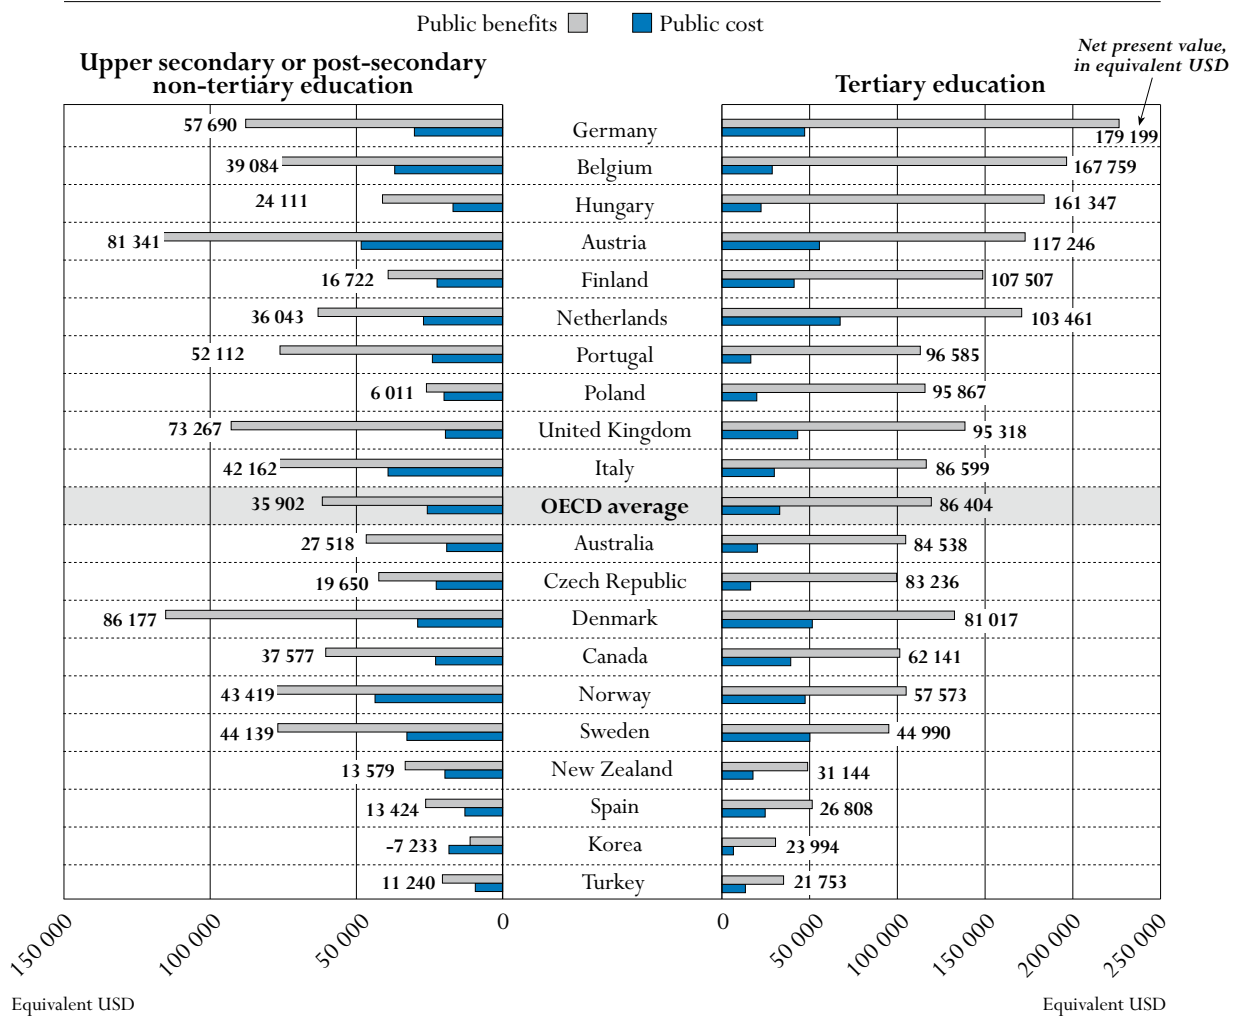 Public benefits Public cost
Net present value,
in equivalent USD
Upper secondary or post-secondary
non-tertiary education
Tertiary education
57 690 Germany 179 199
39 084 Belgium 167 759
24 111 Hungary 161 347
81 341 Austria 117 246
16 722 Finland 107 507
36 043 Netherlands 103 461
52 112 Portugal 96 585
6 011 Poland 95 867
73 267 United Kingdom 95 318
42 162 Italy 86 599
35 902 OECD average 86 404
27 518 Australia 84 538
19 650 Czech Republic 83 236
86 177 Denmark 81 017
37 577 Canada 62 141
43 419 Norway 57 573
44 139 Sweden 44 990
13 579 New Zealand 31 144
13 424 Spain 26 808
-7 233 Korea 23 994
11 240 Turkey 21 753
150 000 100 000 50 000 0 0 50 000 100 000 150 000 200 000 250 000
Equivalent USD Equivalent USD